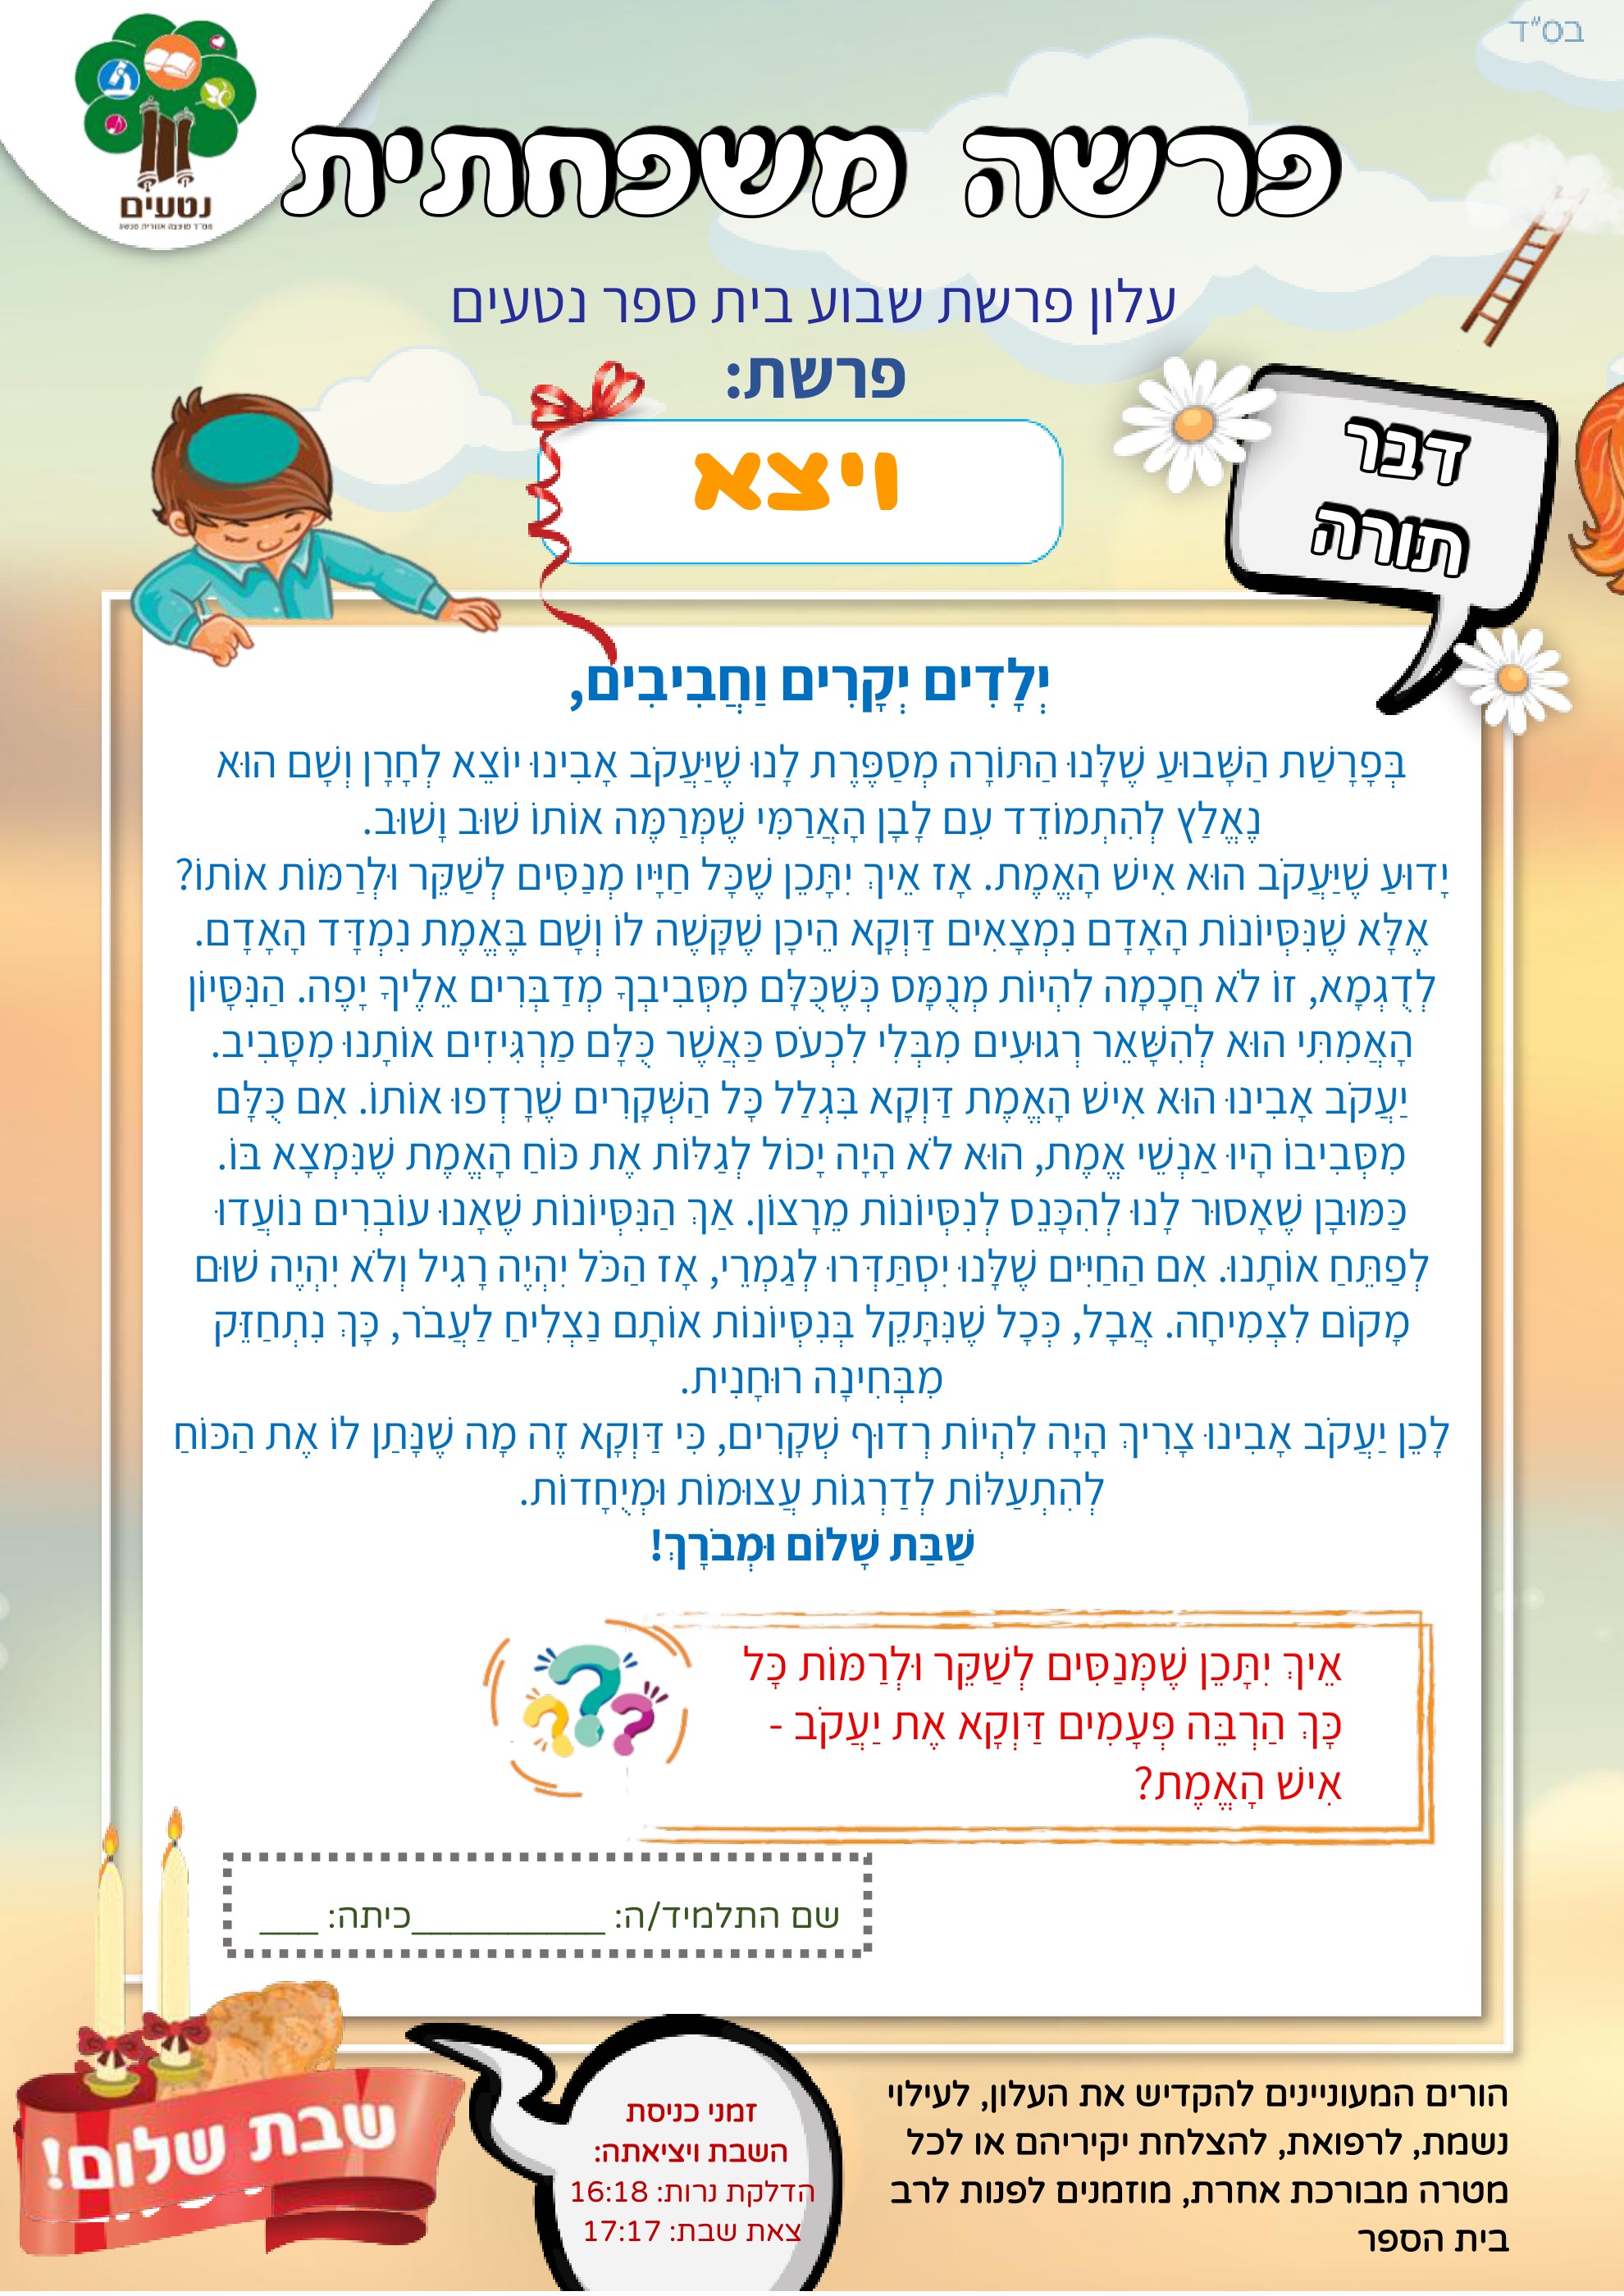 בס"ד
נטעים
פרשה משפחתית
עלון פרשת שבוע בית ספר נטעים
פרשת:
ויצא
דבר
תורה
יְלָדִים יְקָרִים וַחֲבִיבִים,
בְּפָרָשַׁת הַשָּׁבוּעַ שֶׁלָּנוּ הַתּוֹרָה מְסַפֶּרֶת לָנוּ שֶׁיַּעֲקֹב אָבִינוּ יוֹצֵא לְחָרָן וְשָׁם הוּא
נֶאֱלַץ לְהִתְמוֹדֵד עִם לָבָן הָאֲרַמִּי שֶׁמְּרַמֶּה אוֹתוֹ שׁוּב וָשׁוּב.
יָדוּעַ שֶׁיַּעֲקֹב הוּא אִישׁ הָאֱמֶת. אָז אֵיךְ יִתָּכֵן שֶׁכָּל חַיָּיו מְנַסִּים לְשַׁקֵּר וּלְרַמּוֹת אוֹתוֹ?
אֶלָּא שֶׁנִּסְּיוֹנוֹת הָאָדָם נִמְצָאִים דַּוְקָא הֵיכָן שֶׁקָּשֶׁה לוֹ וְשָׁם בֶּאֱמֶת נִמְדָּד הָאָדָם.
לְדֻגְמָא, זוֹ לֹא חֲכָמָה לִהְיוֹת מְנֻמָּס כְּשֶׁכֻּלָּם מִסְּבִיבְךָ מְדַבְּרִים אֵלֶיךָ יָפֶה. הַנִּסָּיוֹן
הָאֲמִתִּי הוּא לְהִשָּׁאֵר רְגוּעִים מִבְּלִי לִכְעֹס כַּאֲשֶׁר כֻּלָּם מַרְגִּיזִים אוֹתָנוּ מִסָּבִיב.
יַעֲקֹב אָבִינוּ הוּא אִישׁ הָאֱמֶת דַּוְקָא בִּגְלַל כָּל הַשְּׁקָרִים שֶׁרָדְפוּ אוֹתוֹ. אִם כֻּלָּם
מִסְּבִיבוֹ הָיוּ אַנְשֵׁי אֱמֶת, הוּא לֹא הָיָה יָכוֹל לְגַלּוֹת אֶת כּוֹחַ הָאֱמֶת שֶׁנִּמְצָא בּוֹ.
כַּמּוּבָן שֶׁאָסוּר לָנוּ לְהִכָּנֵס לְנִסְּיוֹנוֹת מֵרָצוֹן. אַךְ הַנִּסְּיוֹנוֹת שֶׁאָנוּ עוֹבְרִים נוֹעֲדוּ
לְפַתֵּחַ אוֹתָנוּ. אִם הַחַיִּים שֶׁלָּנוּ יִסְתַּדְּרוּ לְגַמְרֵי, אָז הַכֹּל יִהְיֶה רָגִיל וְלֹא יִהְיֶה שׁוּם
מָקוֹם לִצְמִיחָה. אֲבָל, כְּכָל שֶׁנִּתָּקֵל בְּנִסְּיוֹנוֹת אוֹתָם נַצְלִיחַ לַעֲבֹר, כָּךְ נִתְחַזֵּק
מִבְּחִינָה רוּחָנִית.
לָכֵן יַעֲקֹב אָבִינוּ צָרִיךְ הָיָה לִהְיוֹת רְדוּף שְׁקָרִים, כִּי דַּוְקָא זֶה מָה שֶׁנָּתַן לוֹ אֶת הַכּוֹחַ
לְהִתְעַלּוֹת לְדַרְגוֹת עֲצוּמוֹת וּמְיֻחָדוֹת.
שַׁבַּת שָׁלוֹם וּמְבֹרָךְ!
אֵיךְ יִתָּכֵן שֶׁמְּנַסִּים לְשַׁקֵּר וּלְרַמּוֹת כָּל
כָּךְ הַרְבֵּה פְּעָמִים דַּוְקָא אֶת יַעֲקֹב -
אִישׁ הָאֱמֶת?
שם התלמיד/ה: __________כיתה: ___
שבת שלום!
זמני כניסת
השבת ויציאתה:
הדלקת נרות: 16:18
צאת שבת: 17:17
הורים המעוניינים להקדיש את העלון, לעילוי
נשמת, לרפואת, להצלחת יקיריהם או לכל
מטרה מבורכת אחרת, מוזמנים לפנות לרב
בית הספר